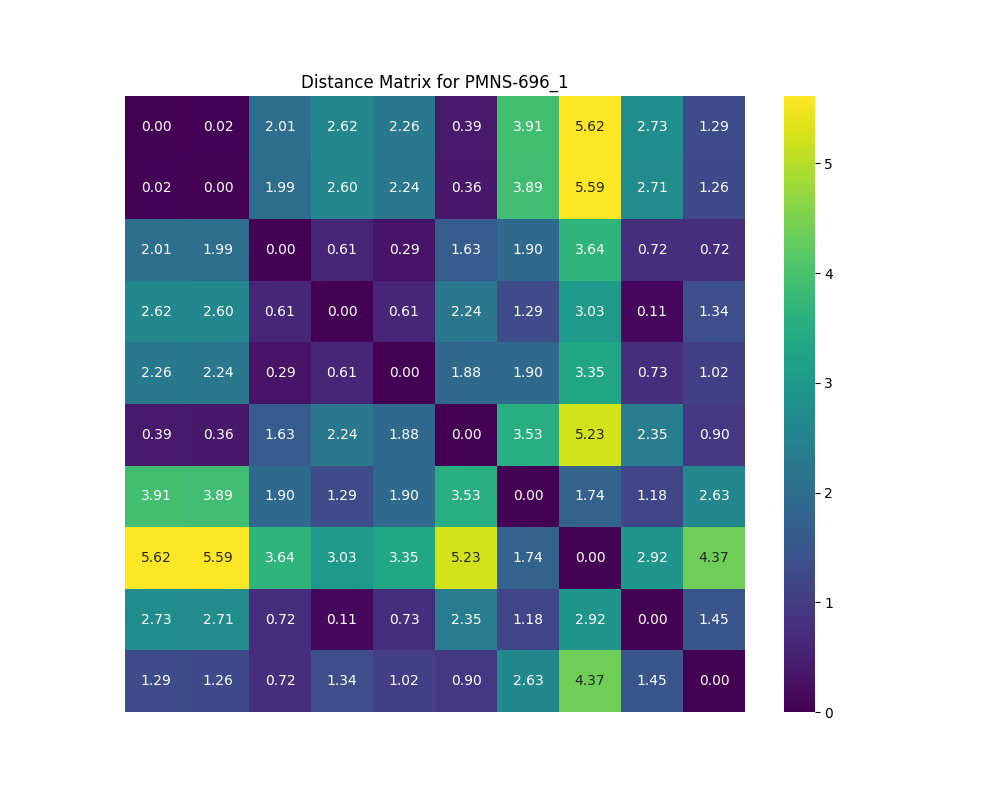 Distance Matrix for PMNS-696_1
0.00 0.02 2.01 2.62 2.26 0.39 3.91 5.62 2.73 1.29
0.02 0.00 1.99 2.60 2.24 0.36 3.89 5.59 2.71 1.26
2.01 1.99 0.00 0.61 0.29 1.63 1.90 3.64 0.72 0.72
2.62 2.60 0.61 0.00 0.61 2.24 1.29 3.03 0.11 1.34
2.26 2.24 0.29 0.61 0.00 1.88 1.90 3.35 0.73 1.02
0.39 0.36 1.63 2.24 1.88 0.00 3.53 5.23 2.35 0.90
3.91 3.89 1.90 1.29 1.90 3.53 0.00 1.74 1.18 2.63
5.62 5.59 3.64 3.03 3.35 5.23 1.74 0.00 2.92 4.37
2.73 2.71 0.72 0.11 0.73 2.35 1.18 2.92 0.00 1.45
1.29 1.26 0.72 1.34 1.02 0.90 2.63 4.37 1.45 0.00
5
4
3
2
1
0